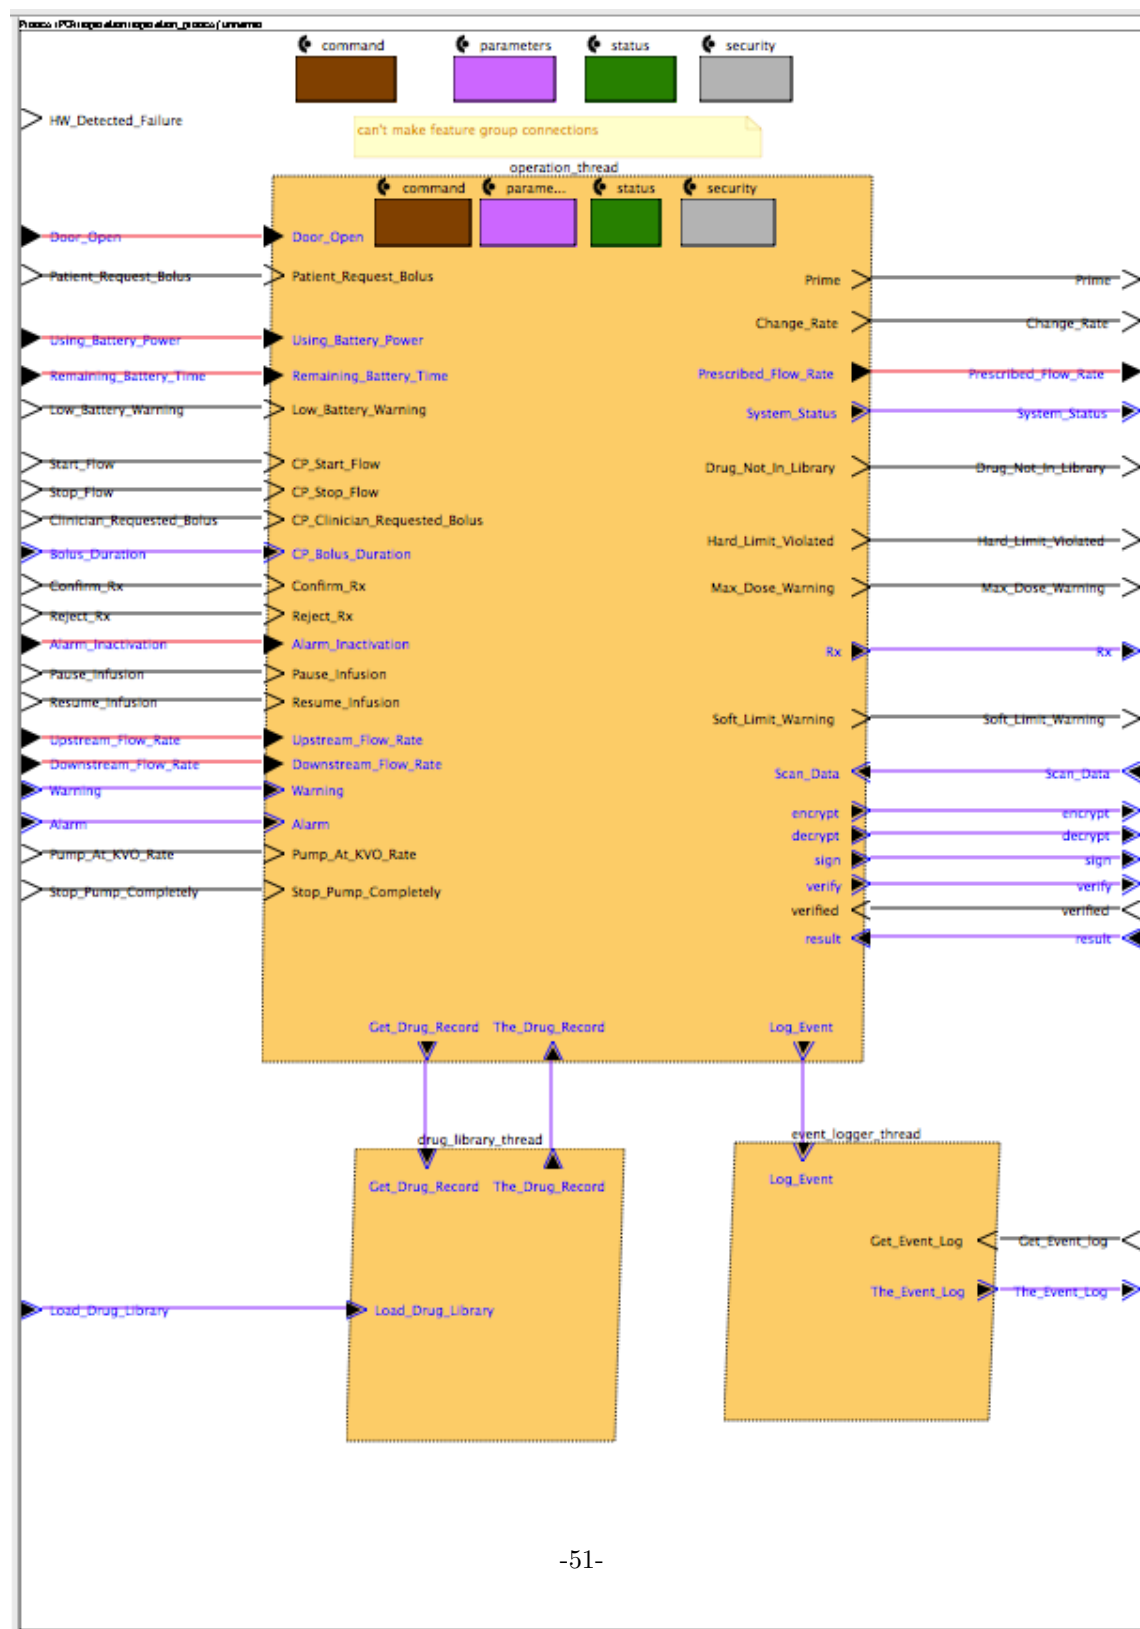 command parameters status security
HW_Detected_Failure
can't make feature group connections
operation_thread
command parame... status security
Door_Open Door_Open
Patient_Request_Bolus Patient_Request_Bolus Prime Prime
Change_Rate Change_Rate
Using_Battery_Power Using_Battery_Power
Remaining_Battery_Time Remaining_Battery_Time Prescribed_Flow_Rate Prescribed_Flow_Rate
Low_Battery_Warning Low_Battery_Warning System_Status System_Status
Start_Flow CP_Start_Flow Drug_Not_In_Library Drug_Not_In_Library
Stop_Flow CP_Stop_Flow
Clinician_Requested_Bolus CP_Clinician_Requested_Bolus
Bolus_Duration CP_Bolus_Duration Hard_Limit_Violated Hard_Limit_Violated
Confirm_Rx Confirm_Rx Max_Dose_Warning Max_Dose_Warning
Reject_Rx Reject_Rx
Alarm_Inactivation Alarm_Inactivation Rx Rx
Pause_Infusion Pause_Infusion
Resume_Infusion Resume_Infusion Soft_Limit_Warning Soft_Limit_Warning
Upstream_Flow_Rate Upstream_Flow_Rate
Downstream_Flow_Rate Downstream_Flow_Rate Scan_Data Scan_Data
Warning Warning
encrypt encrypt
Alarm Alarm decrypt decrypt
Pump_At_KVO_Rate Pump_At_KVO_Rate sign sign
Stop_Pump_Completely Stop_Pump_Completely verify verify
verified verified
result result
Get_Drug_Record The_Drug_Record Log_Event
drug_library_thread event_logger_thread
Get_Drug_Record The_Drug_Record Log_Event
Get_Event_Log Get_Event_log
The_Event_Log The_Event_Log
Load_Drug_Library Load_Drug_Library
-51-